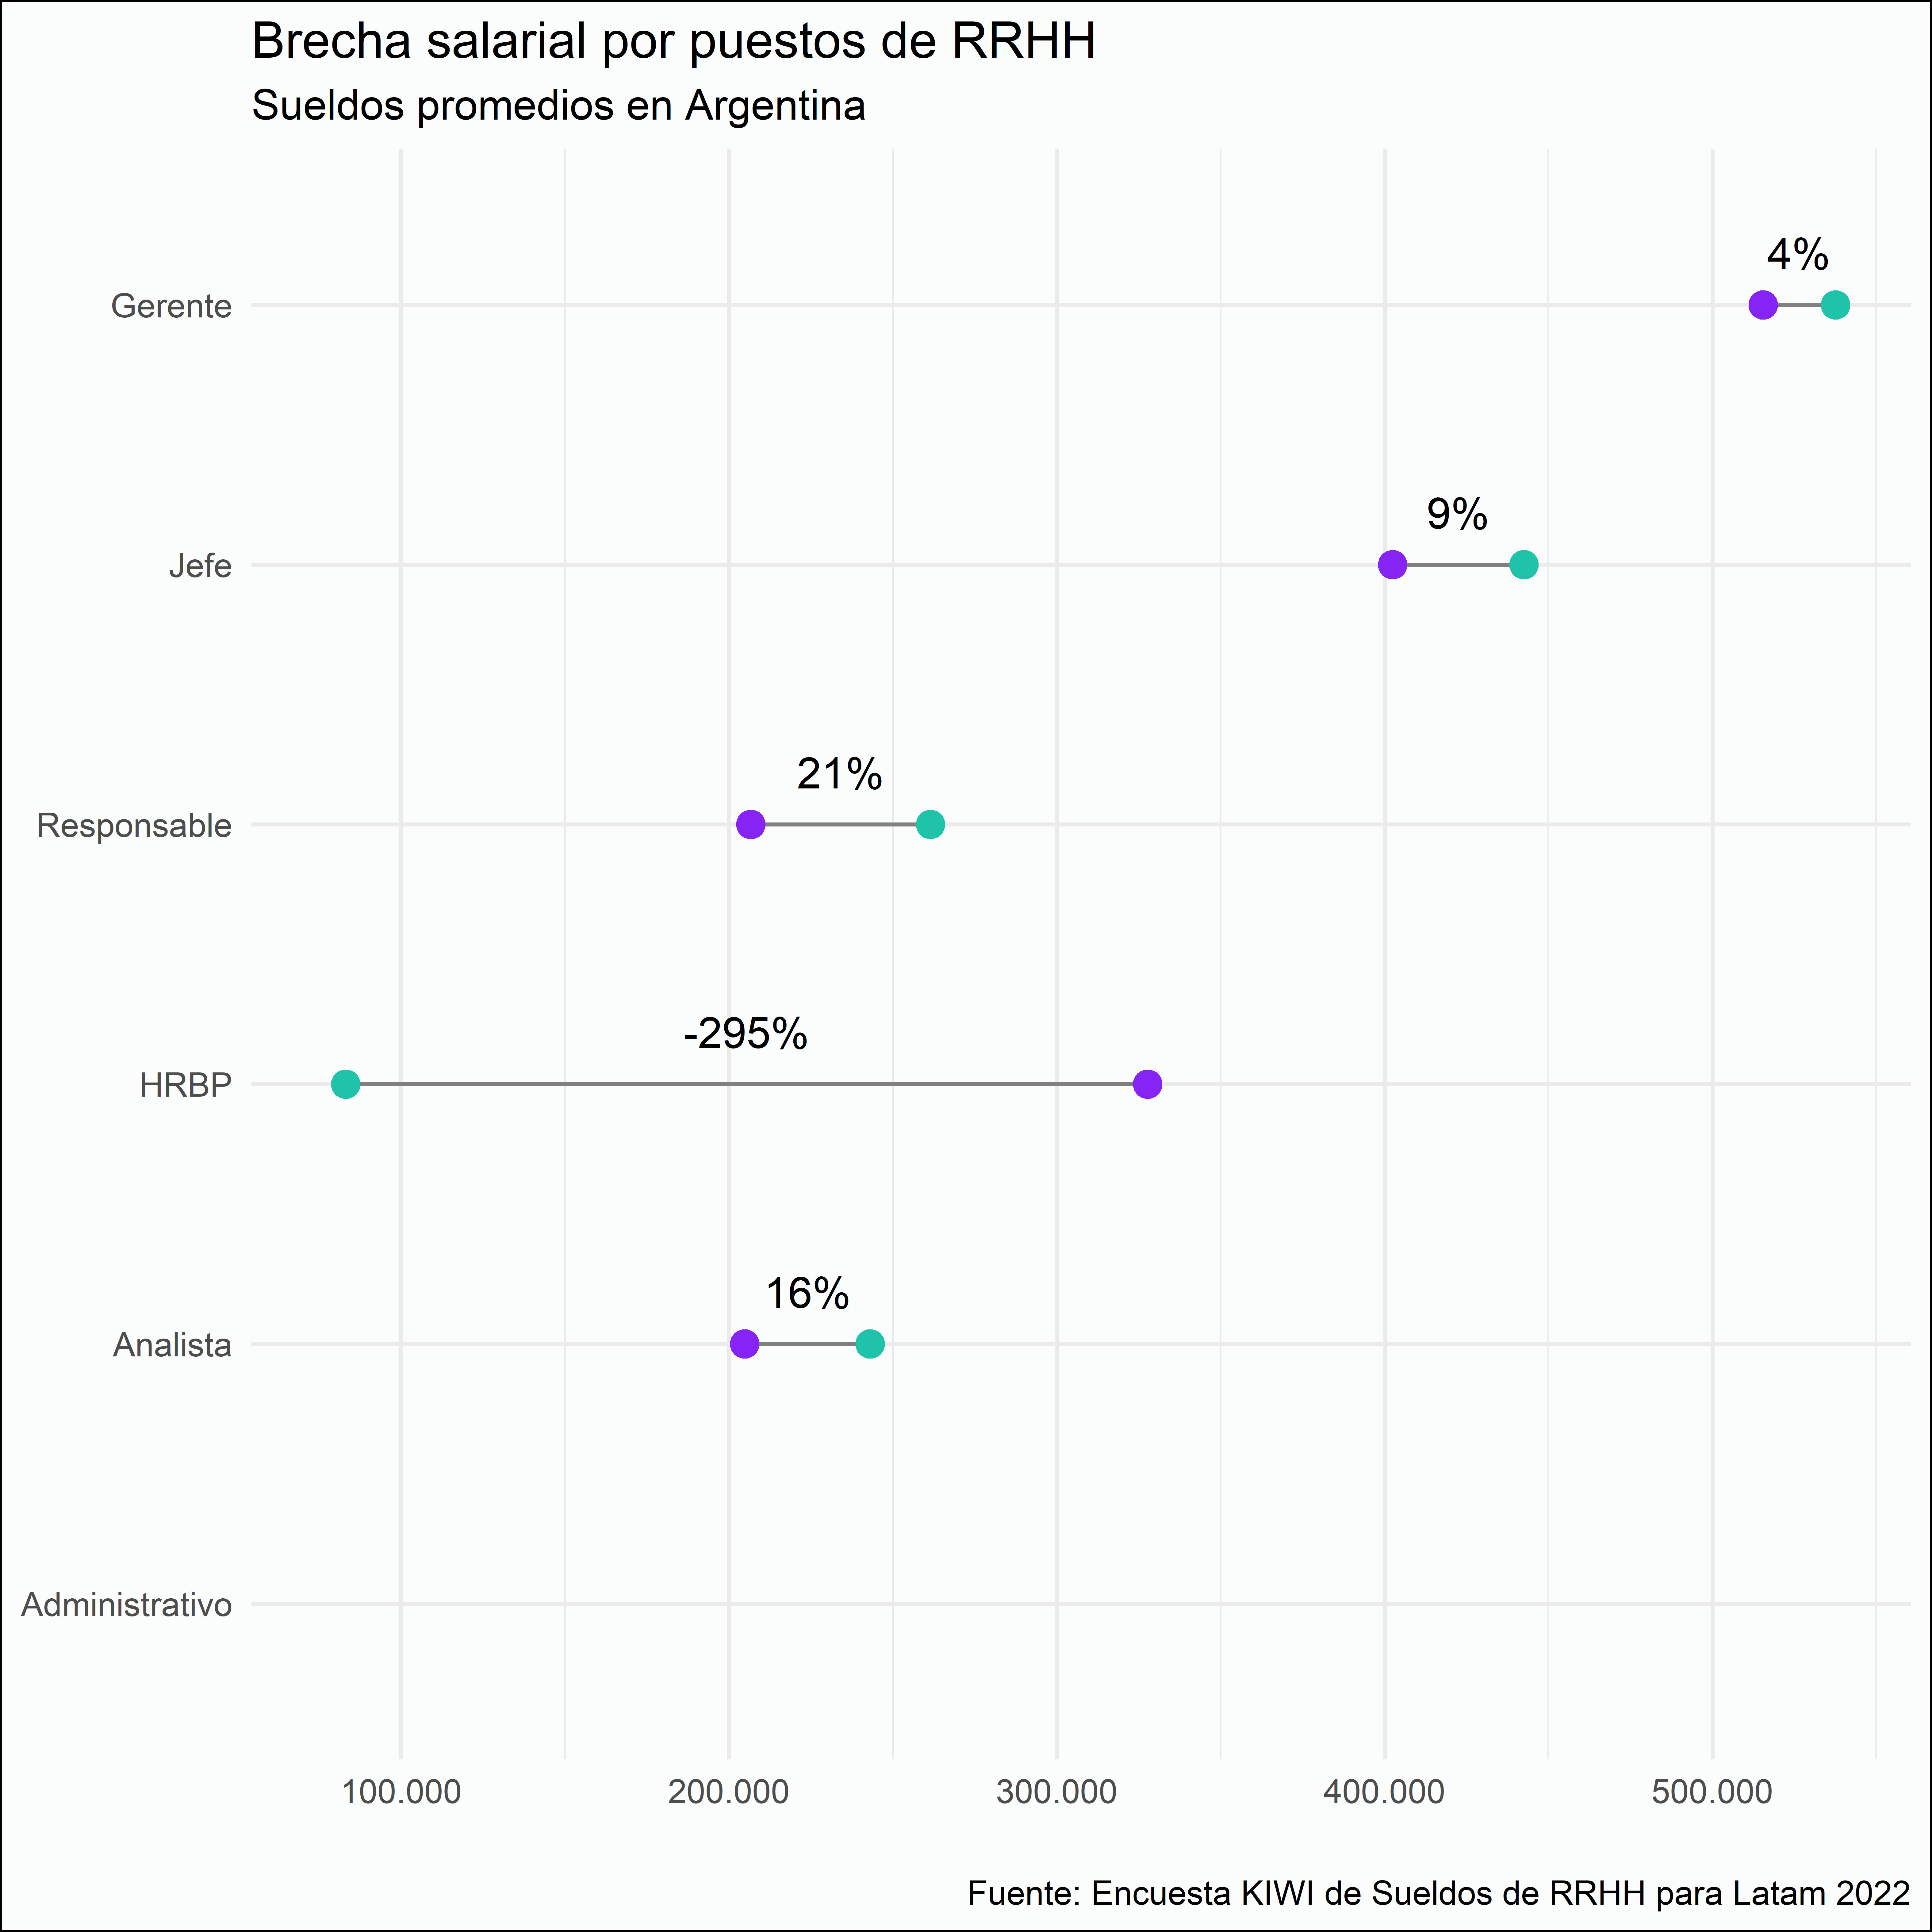 Brecha salarial por puestos de RRHH
Sueldos promedios en Argentina
Gerente
4%
Jefe
9%
Responsable
21%
HRBP
-295%
Analista
16%
Administrativo
100.000
200.000
300.000
400.000
500.000
Fuente: Encuesta KIWI de Sueldos de RRHH para Latam 2022